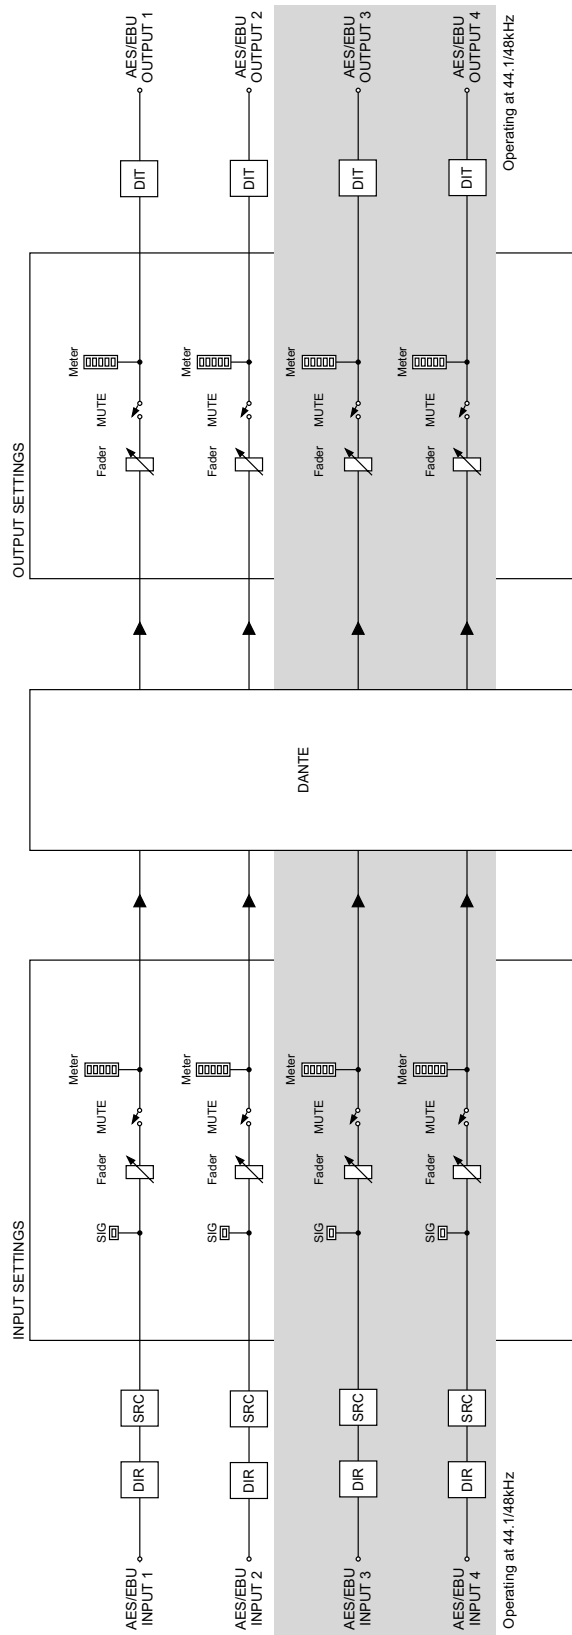 INPUT SETTINGS
OUTPUT SETTINGS
AES/EBU
INPUT 1
DIR
SRC
SIG
Fader
MUTE
Meter
Fader
MUTE
Meter
DIT
AES/EBU
OUTPUT 1
AES/EBU
INPUT 2
DIR
SRC
SIG
Fader
MUTE
Meter
DANTE
Fader
MUTE
Meter
DIT
AES/EBU
OUTPUT 2
AES/EBU
INPUT 3
DIR
SRC
SIG
Fader
MUTE
Meter
Fader
MUTE
Meter
DIT
AES/EBU
OUTPUT 3
AES/EBU
INPUT 4
DIR
SRC
SIG
Fader
MUTE
Meter
Fader
MUTE
Meter
DIT
AES/EBU
OUTPUT 4
Operating at 44.1/48kHz
Operating at 44.1/48kHz